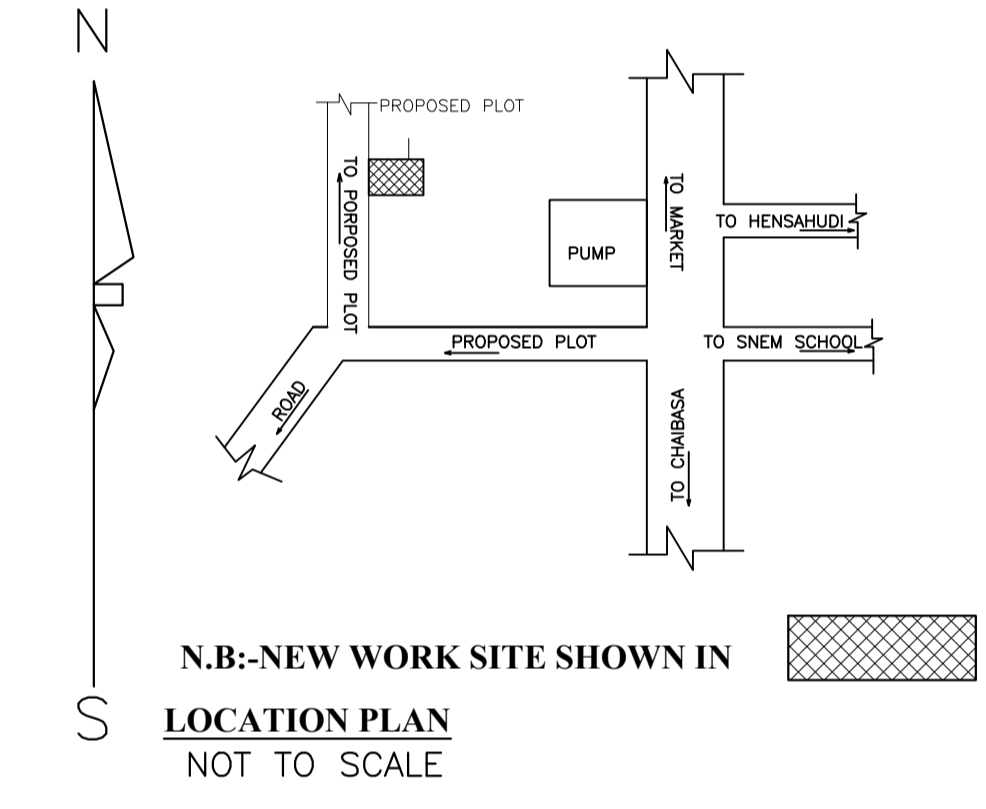 N
PROPOSED PLOT
TO PORPOSED PLOT
TO MARKET
TO HENSAHUDI
PUMP
PROPOSED PLOT
TO SNEM SCHOOL
ROAD
TO CHAIBASA
N.B:-NEW WORK SITE SHOWN IN
S
LOCATION PLAN
NOT TO SCALE